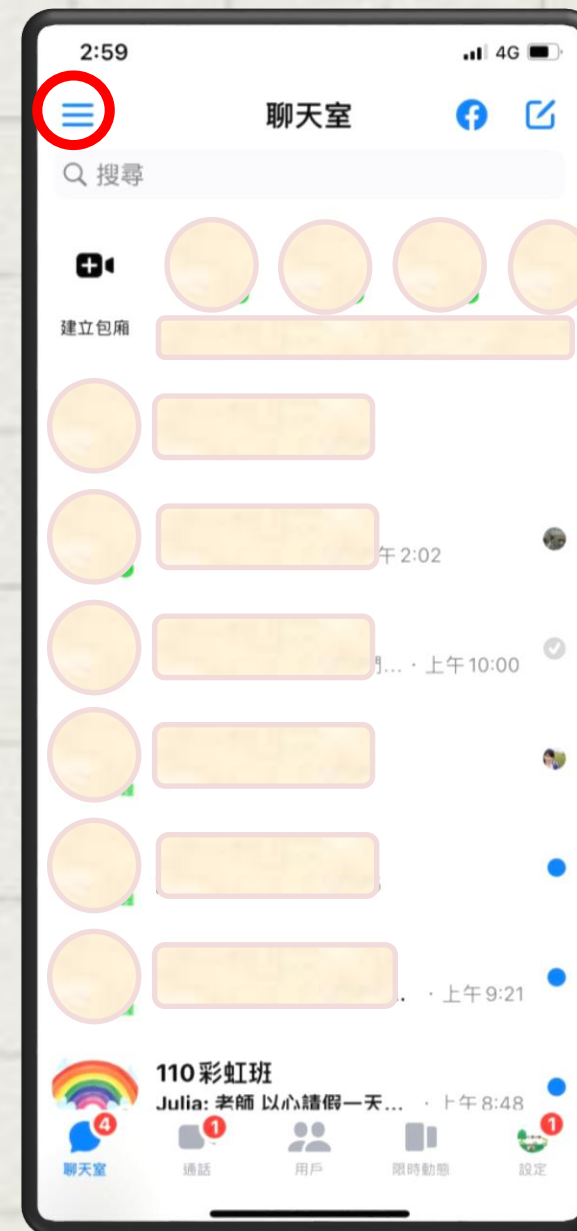 2:59
4G
聊天室
搜尋
建立包廂
午2:02
… · 上午10:00
· 上午9:21
110彩虹班
Julia: 老師 以心請假一天… · 上午8:48
4
1
1
聊天室
通話
用戶
限時動態
設定